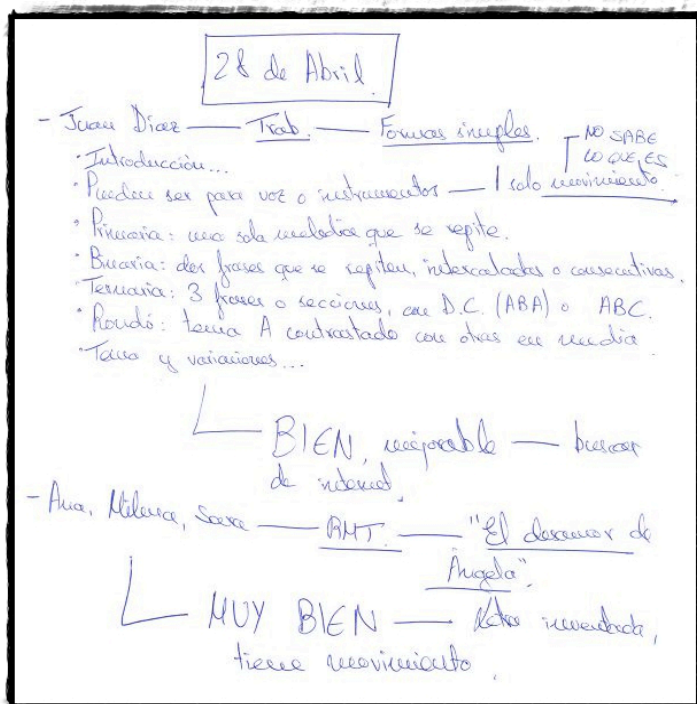 28 de Abril.
- Juan Díaz — Trab. — Formas simples.
NO SABE
LO QUE ES
· Introducción...
· Pueden ser para voz o instrumentos — 1 solo movimiento.
· Primaria: una sola melodía que se repite.
· Binaria: dos frases que se repiten, intercaladas o consecutivas.
· Ternaria: 3 frases o secciones, con D.C. (ABA) o ABC.
· Rondó: tema A contrastado con otras en
· Tema y variaciones...
BIEN, mejorable — buscar
de internet.
- Ana, Milena, Sara — RMT. — "El desamor de
Ángela".
MUY BIEN — letra inventada,
tiene movimiento.